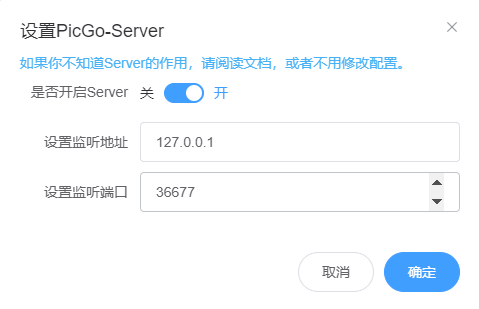 设置PicGo-Server
如果你不知道Server的作用，请阅读文档，或者不用修改配置。
是否开启Server 关 开
设置监听地址 127.0.0.1
设置监听端口 36677
取消 确定